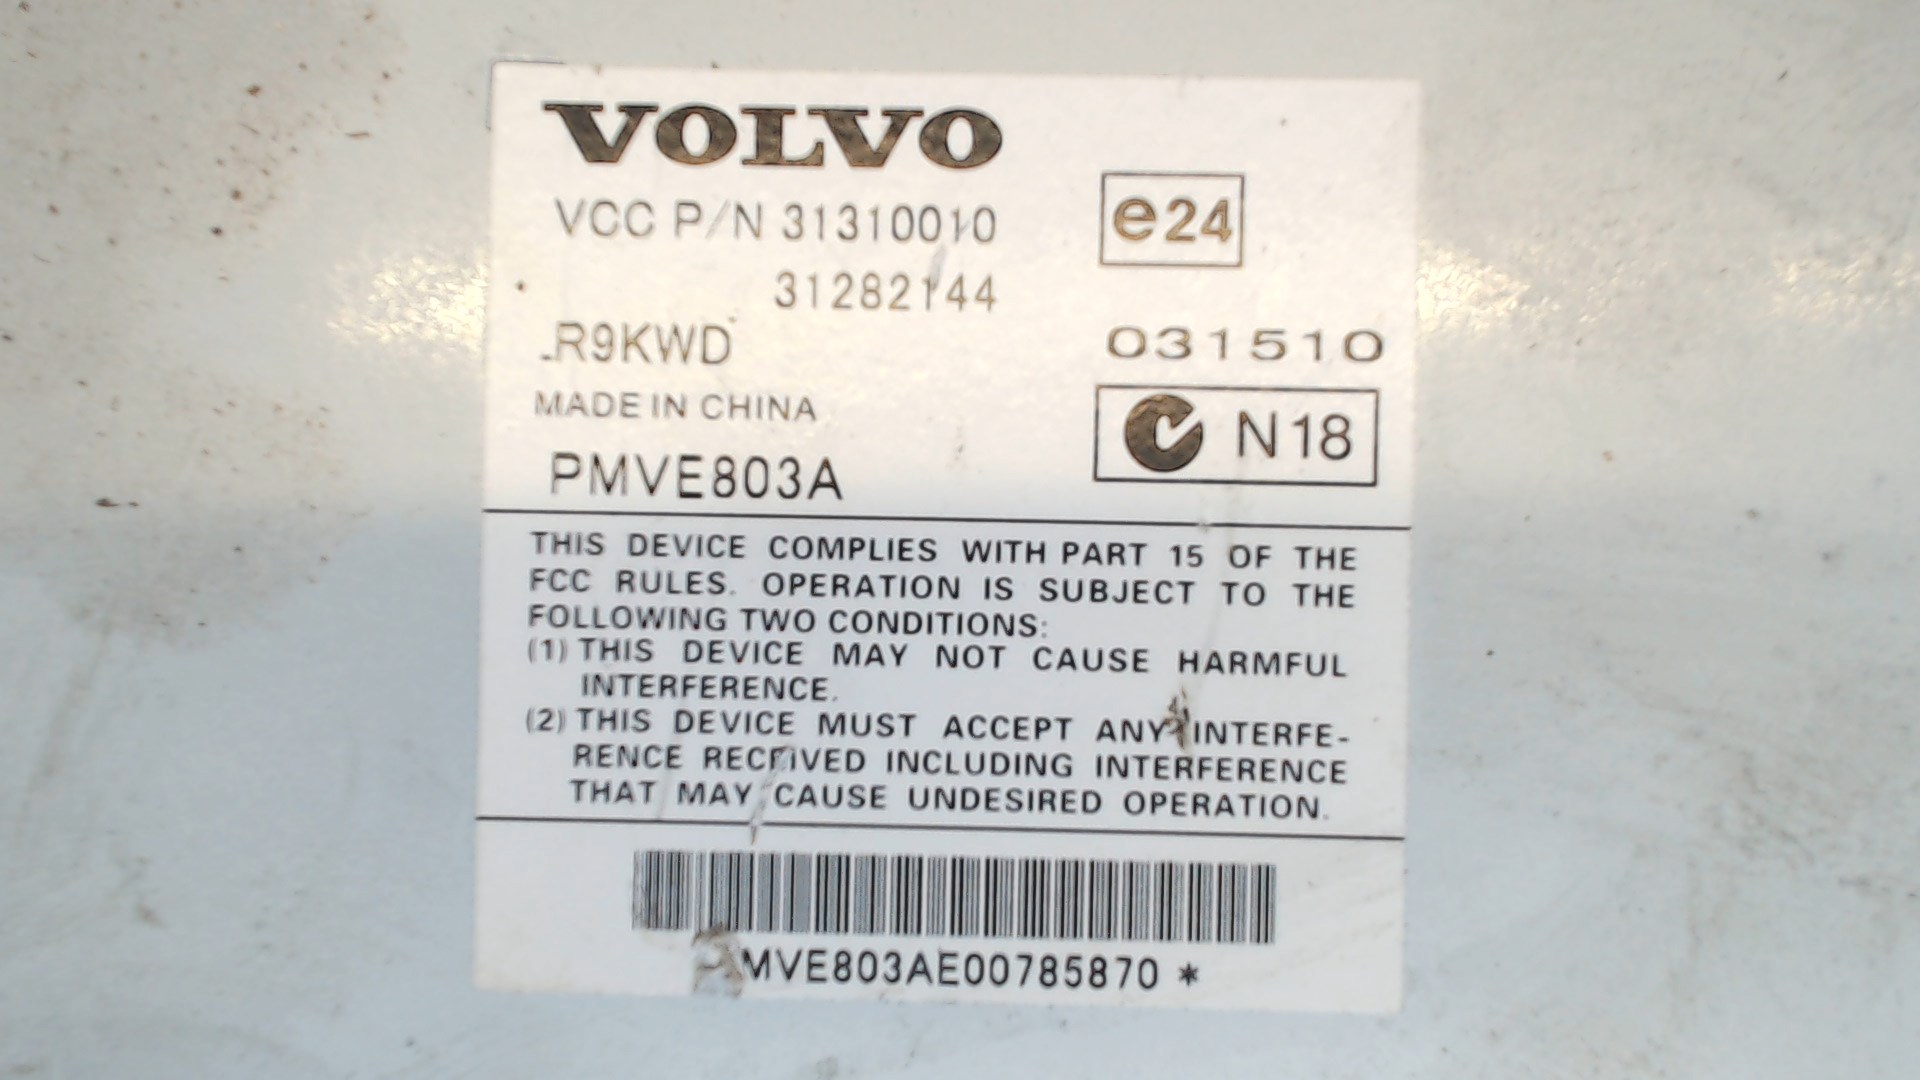 VOLVO
VCC P/N 31310010
31282144
e24
R9KWD
031510
MADE IN CHINA
N18
PMVE803A
THIS DEVICE COMPLIES WITH PART 15 OF THE
FCC RULES. OPERATION IS SUBJECT TO THE
FOLLOWING TWO CONDITIONS:
(1) THIS DEVICE MAY NOT CAUSE HARMFUL
INTERFERENCE.
(2) THIS DEVICE MUST ACCEPT ANY INTERFE-
RENCE RECEIVED INCLUDING INTERFERENCE
THAT MAY CAUSE UNDESIRED OPERATION.
MVE803AE00785870 *